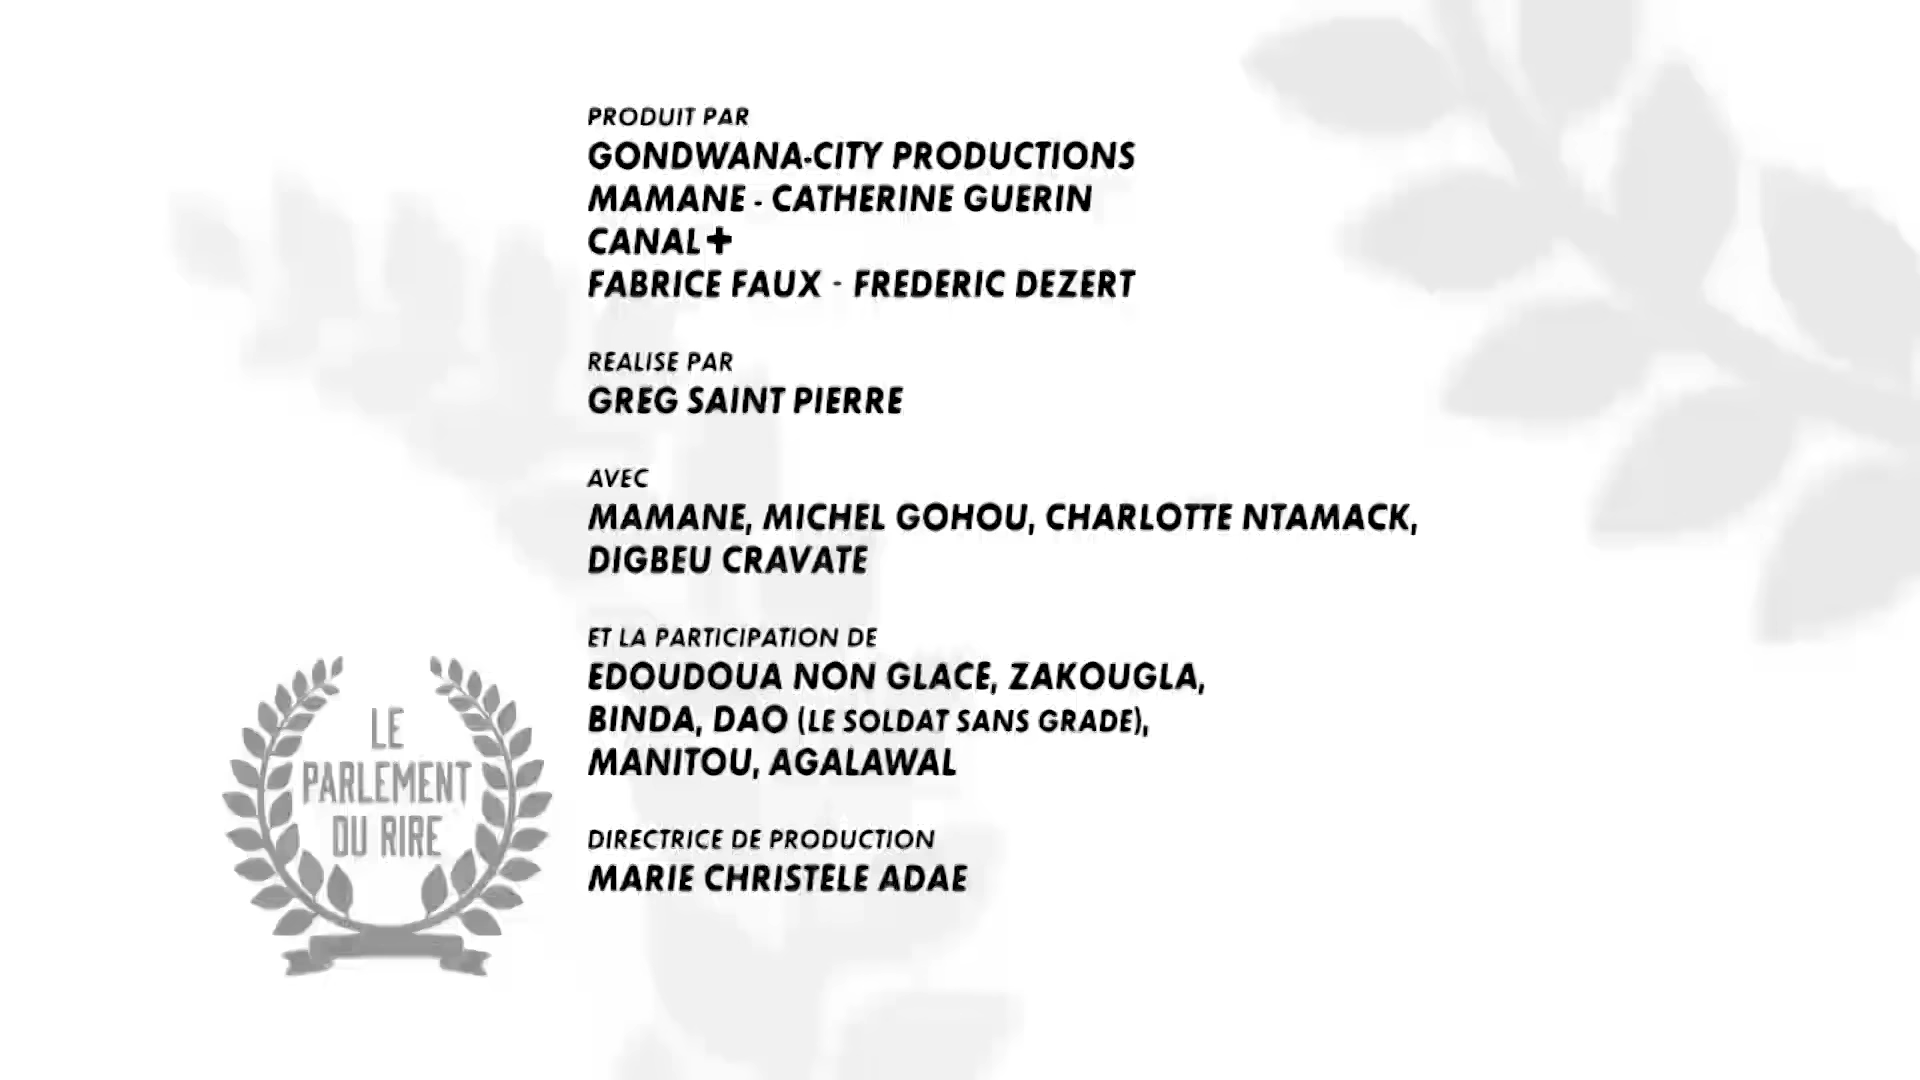 PRODUIT PAR
GONDWANA-CITY PRODUCTIONS
MAMANE - CATHERINE GUERIN
CANAL+
FABRICE FAUX - FREDERIC DEZERT
REALISE PAR
GREG SAINT PIERRE
AVEC
MAMANE, MICHEL GOHOU, CHARLOTTE NTAMACK,
DIGBEU CRAVATE
ET LA PARTICIPATION DE
EDOUDOUA NON GLACE, ZAKOUGLA,
BINDA, DAO (LE SOLDAT SANS GRADE),
MANITOU, AGALAWAL
DIRECTRICE DE PRODUCTION
MARIE CHRISTELE ADAE
LE
PARLEMENT
DU RIRE